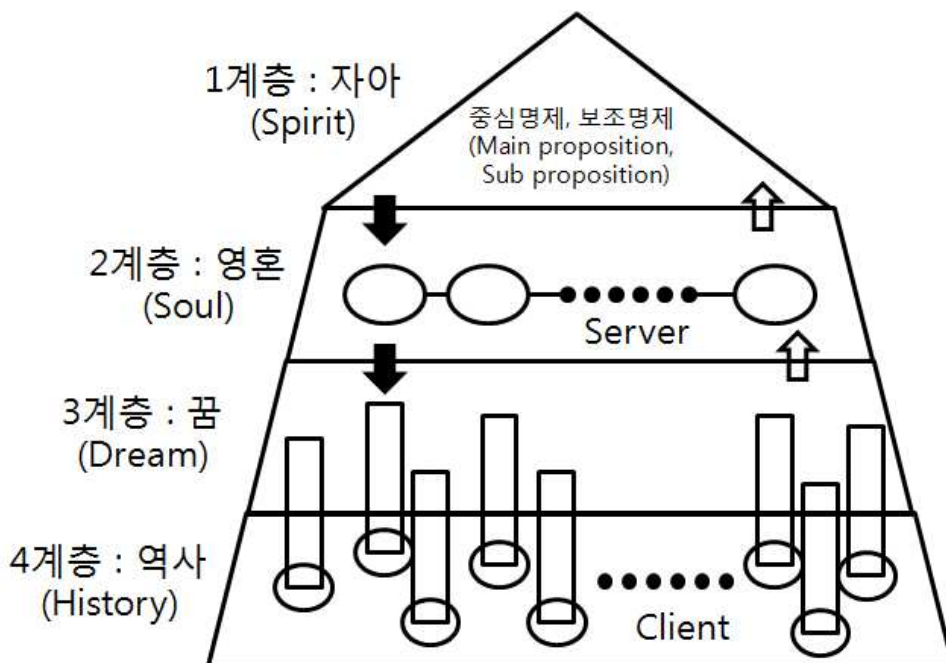 1계층 : 자아
(Spirit)
중심명제, 보조명제
(Main proposition,
Sub proposition)
2계층 : 영혼
(Soul)
Server
3계층 : 꿈
(Dream)
4계층 : 역사
(History)
Client